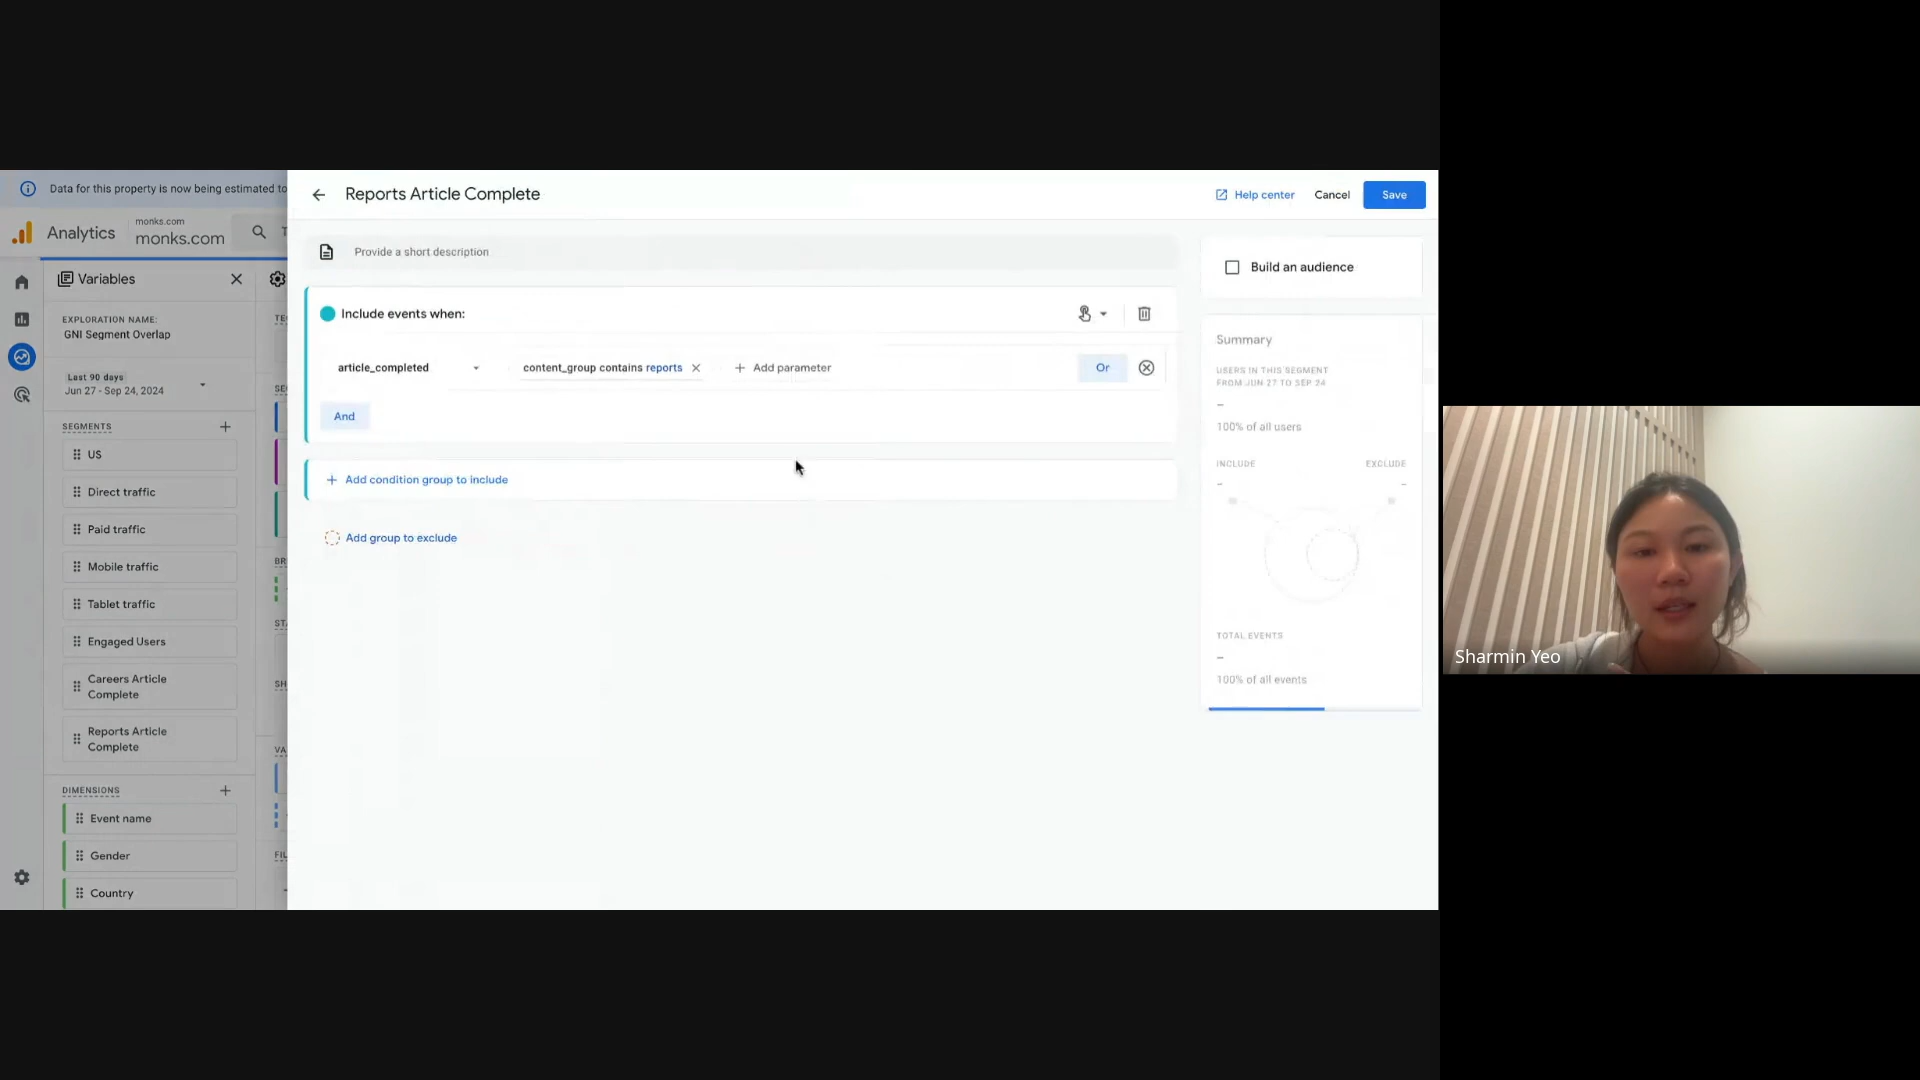 Data for this property is now being estimated to
Analytics
monks.com
monks.com
Variables
EXPLORATION NAME:
GNI Segment Overlap
Last 90 days
Jun 27 - Sep 24, 2024
SEGMENTS
US
Direct traffic
Paid traffic
Mobile traffic
Tablet traffic
Engaged Users
Careers Article
Complete
Reports Article
Complete
DIMENSIONS
Event name
Gender
Country
Reports Article Complete
Help center
Cancel
Save
Provide a short description
Include events when:
article_completed
content_group contains reports
Add parameter
Or
And
Add condition group to include
Add group to exclude
Build an audience
Summary
USERS IN THIS SEGMENT
FROM JUN 27 TO SEP 24
–
100% of all users
INCLUDE
EXCLUDE
–
–
TOTAL EVENTS
–
100% of all events
Sharmin Yeo